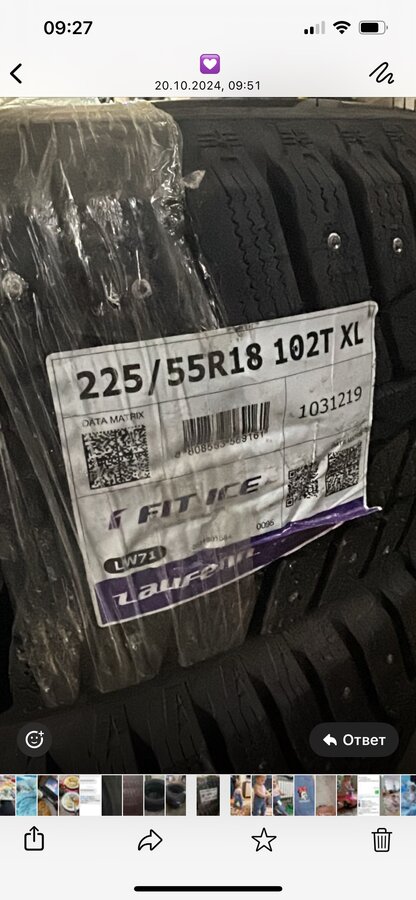 09:27
20.10.2024, 09:51
225/55R18 102T XL
DATA MATRIX
1031219
i FIT ICE
0095
LW71
Laufenn
Ответ